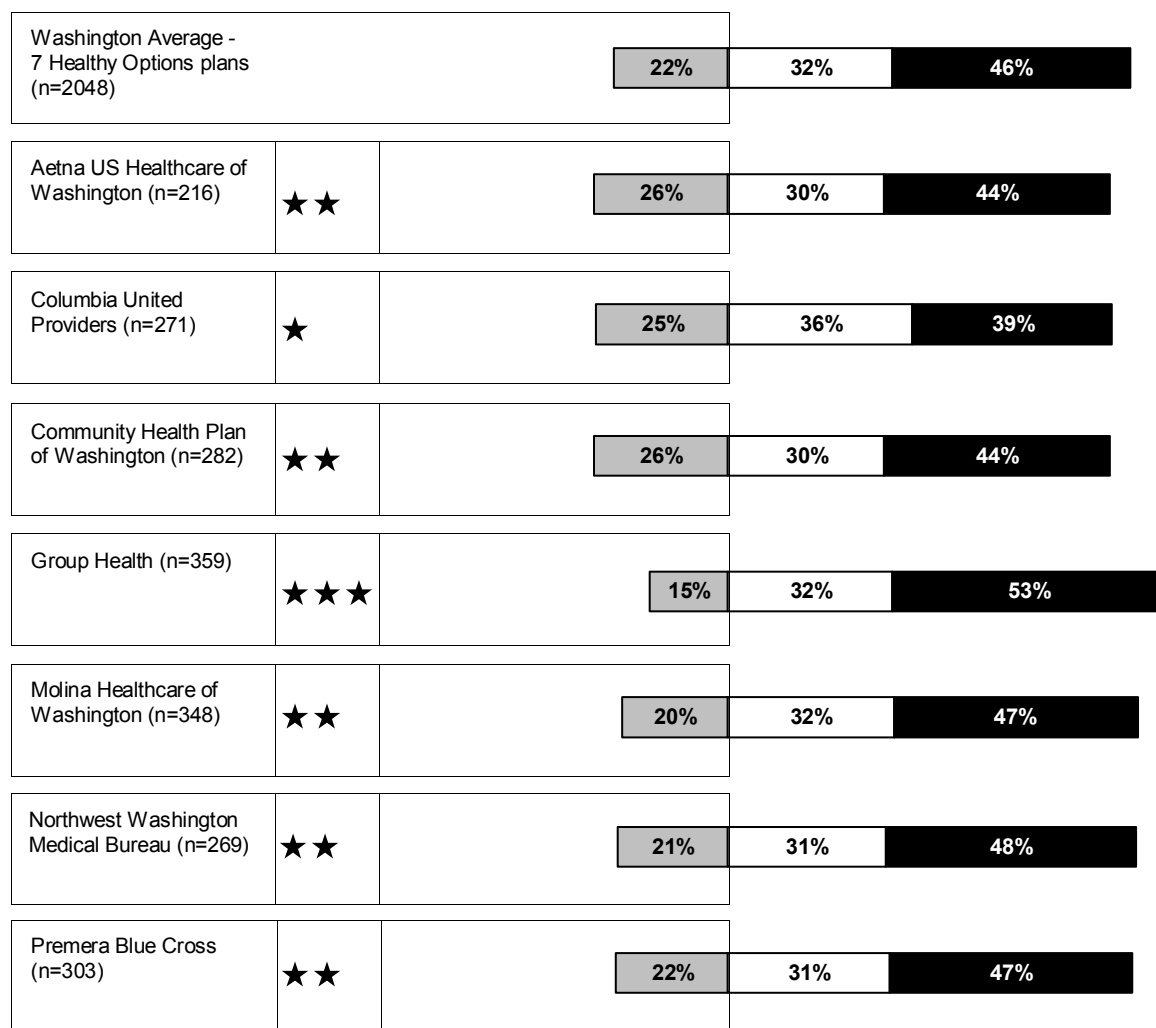 Washington Average -
7 Healthy Options plans
(n=2048)
22% 32% 46%
Aetna US Healthcare of
Washington (n=216)
★★
26% 30% 44%
Columbia United
Providers (n=271)
★
25% 36% 39%
Community Health Plan
of Washington (n=282)
★★
26% 30% 44%
Group Health (n=359)
★★★
15% 32% 53%
Molina Healthcare of
Washington (n=348)
★★
20% 32% 47%
Northwest Washington
Medical Bureau (n=269)
★★
21% 31% 48%
Premera Blue Cross
(n=303)
★★
22% 31% 47%